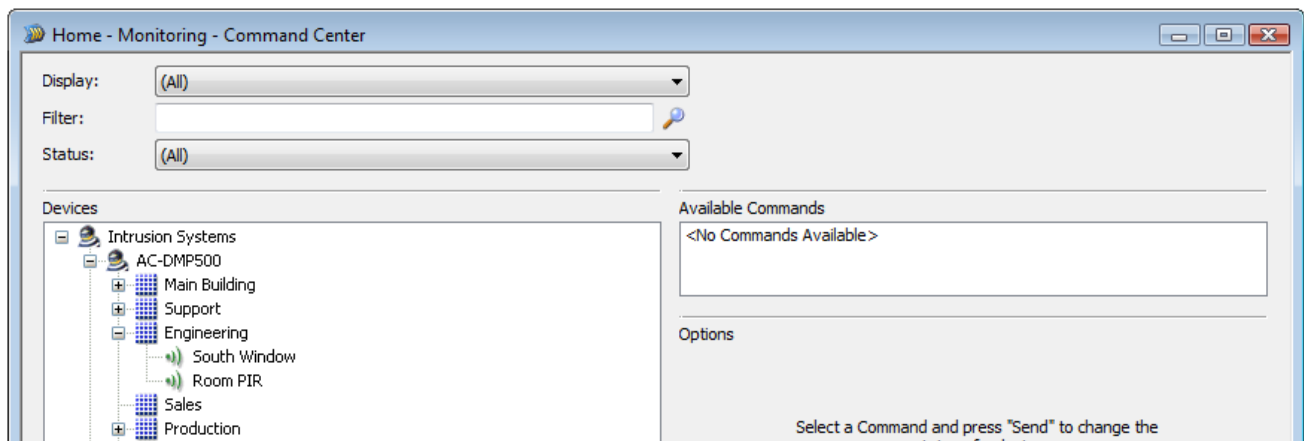 Home - Monitoring - Command Center
Display:
(All)
Filter:
Status:
(All)
Devices
Intrusion Systems
AC-DMP500
Main Building
Support
Engineering
South Window
Room PIR
Sales
Production
Available Commands
<No Commands Available>
Options
Select a Command and press "Send" to change the